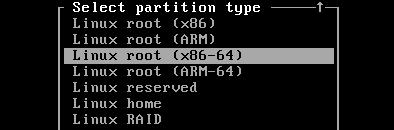 Select partition type
Linux root (x86)
Linux root (ARM)
Linux root (x86-64)
Linux root (ARM-64)
Linux reserved
Linux home
Linux RAID